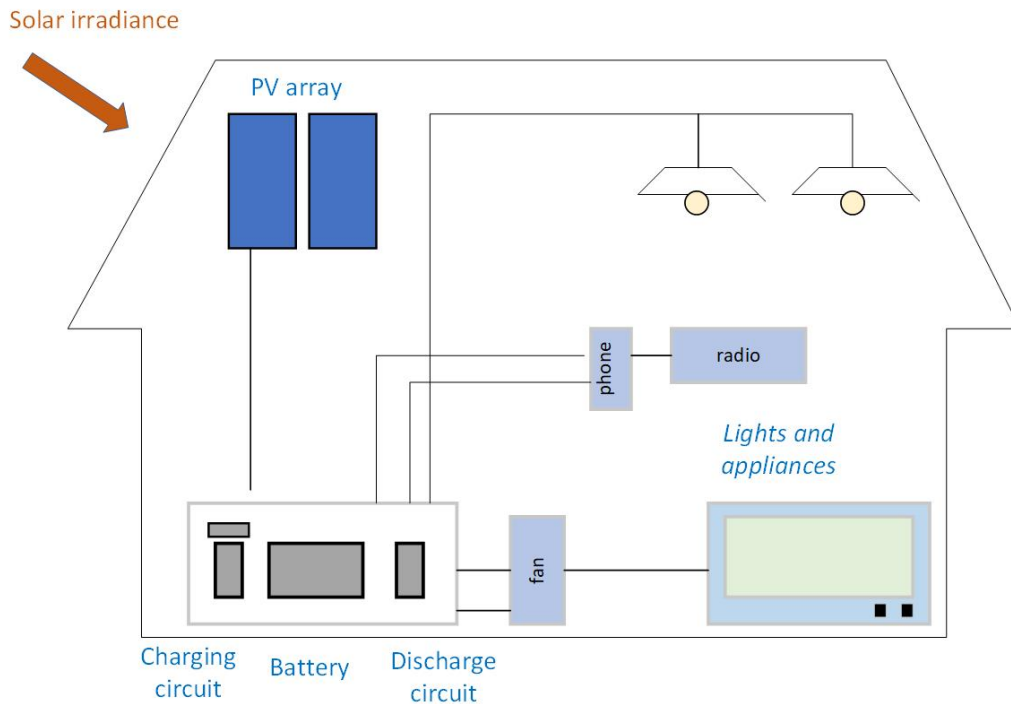 Solar irradiance
PV array
phone
radio
Lights and
appliances
fan
Charging
circuit
Battery
Discharge
circuit